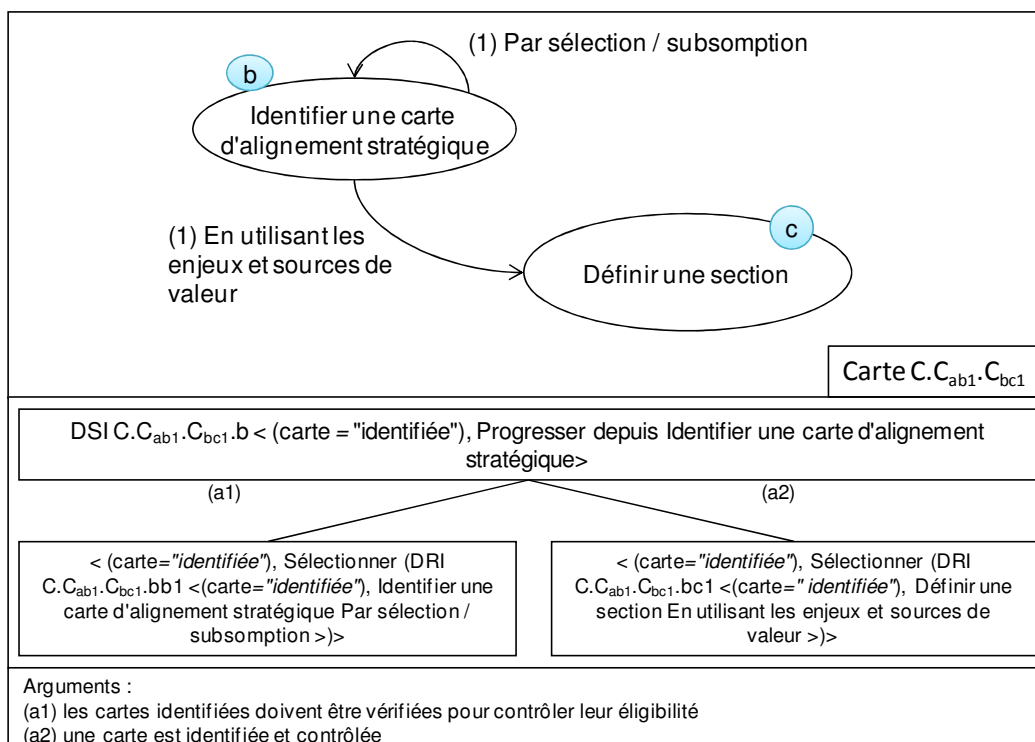 (1) Par sélection / subsomption
b
Identifier une carte
d'alignement stratégique
(1) En utilisant les
enjeux et sources de
valeur
c
Définir une section
Carte C.Cab1.Cbc1
DSI C.Cab1.Cbc1.b < (carte = "identifiée"), Progresser depuis Identifier une carte d'alignement
stratégique>
(a1)
(a2)
< (carte="identifiée"), Sélectionner (DRI
C.Cab1.Cbc1.bb1 <(carte="identifiée"), Identifier une
carte d'alignement stratégique Par sélection /
subsomption >)>
< (carte="identifiée"), Sélectionner (DRI
C.Cab1.Cbc1.bc1 <(carte=" identifiée"), Définir une
section En utilisant les enjeux et sources de
valeur >)>
Arguments :
(a1) les cartes identifiées doivent être vérifiées pour contrôler leur éligibilité
(a2) une carte est identifiée et contrôlée